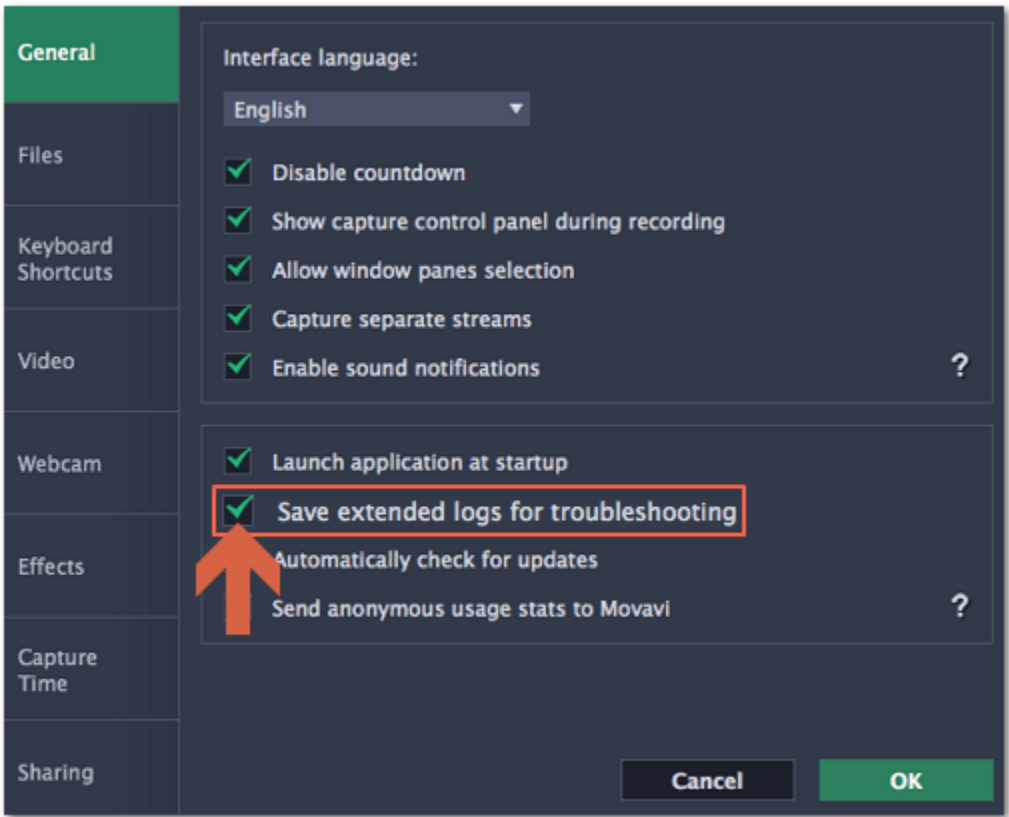 General
Files
Keyboard
Shortcuts
Video
Webcam
Effects
Capture
Time
Sharing
Interface language:
English
Disable countdown
Show capture control panel during recording
Allow window panes selection
Capture separate streams
Enable sound notifications
?
Launch application at startup
Save extended logs for troubleshooting
Automatically check for updates
Send anonymous usage stats to Movavi
?
Cancel
OK